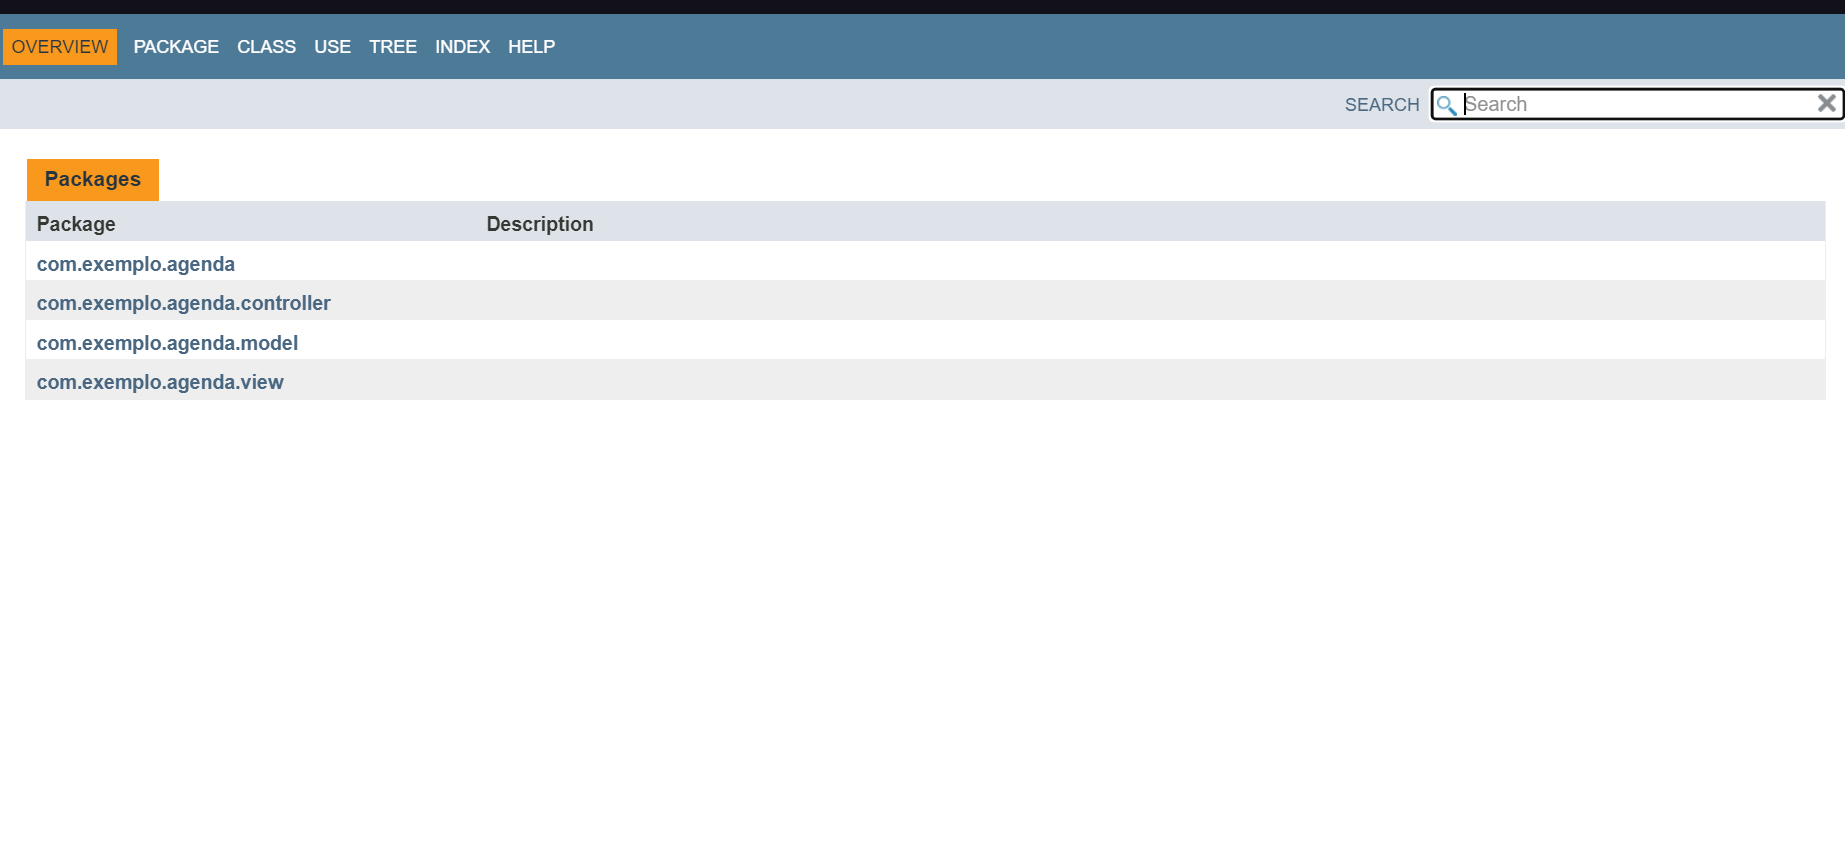 OVERVIEW PACKAGE CLASS USE TREE INDEX HELP
SEARCH Search
Packages
Package Description
com.exemplo.agenda
com.exemplo.agenda.controller
com.exemplo.agenda.model
com.exemplo.agenda.view